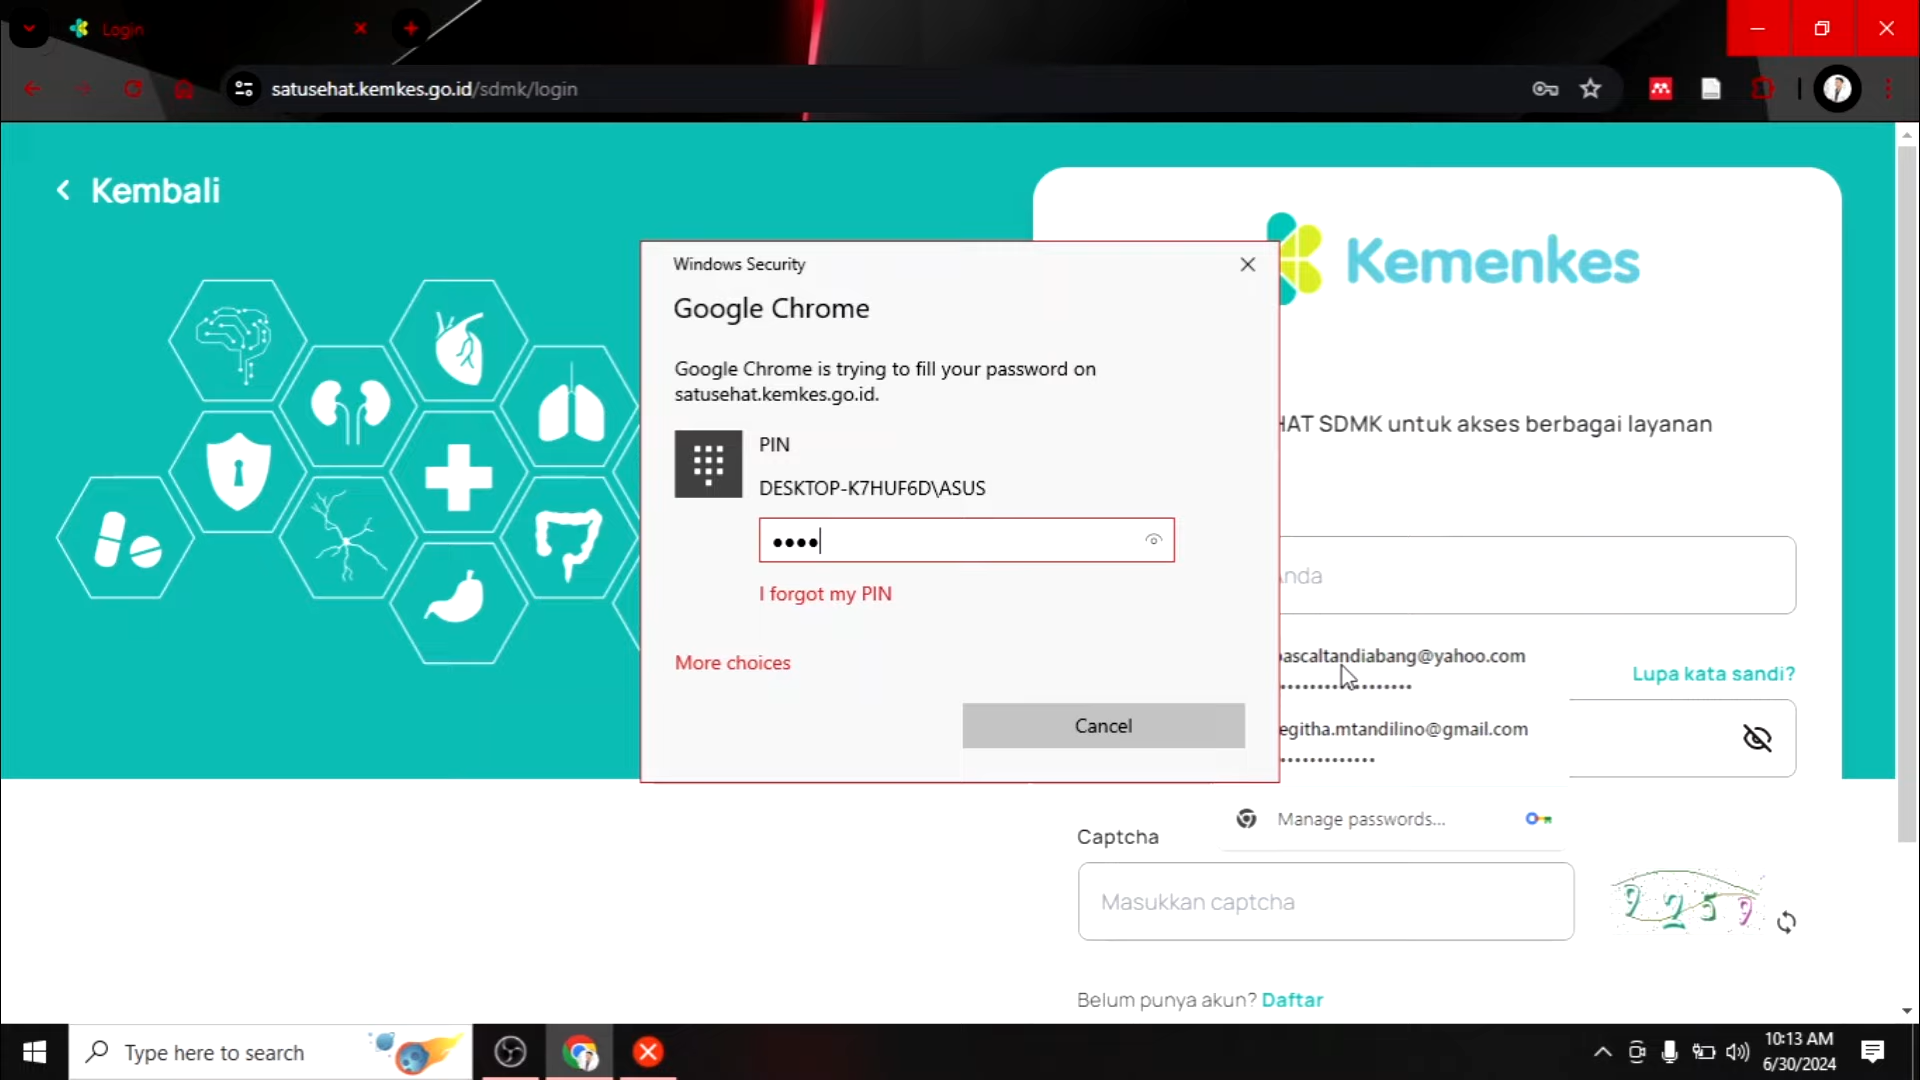 Login
satusehat.kemkes.go.id/sdmk/login
Kembali
Kemenkes
Windows Security
Google Chrome
Google Chrome is trying to fill your password on
satusehat.kemkes.go.id.
PIN
DESKTOP-K7HUF6D\ASUS
••••
I forgot my PIN
More choices
Cancel
SDMK untuk akses berbagai layanan
ascaltandiabang@yahoo.com
Lupa kata sandi?
egitha.mtandilino@gmail.com
Manage passwords...
Captcha
Masukkan captcha
Belum punya akun? Daftar
Type here to search
10:13 AM
6/30/2024